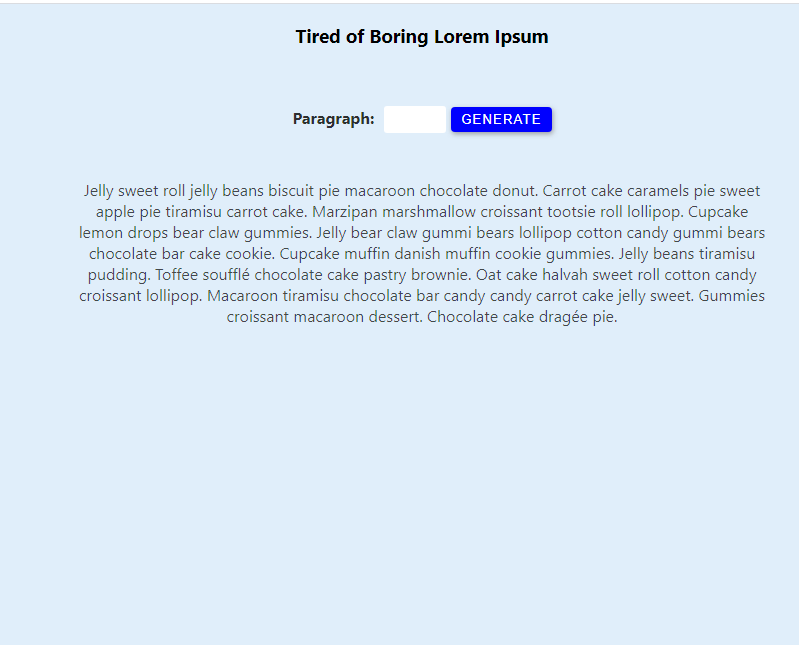 Tired of Boring Lorem Ipsum
Paragraph: GENERATE
Jelly sweet roll jelly beans biscuit pie macaroon chocolate donut. Carrot cake caramels pie sweet
apple pie tiramisu carrot cake. Marzipan marshmallow croissant tootsie roll lollipop. Cupcake
lemon drops bear claw gummies. Jelly bear claw gummi bears lollipop cotton candy gummi bears
chocolate bar cake cookie. Cupcake muffin danish muffin cookie gummies. Jelly beans tiramisu
pudding. Toffee soufflé chocolate cake pastry brownie. Oat cake halvah sweet roll cotton candy
croissant lollipop. Macaroon tiramisu chocolate bar candy candy carrot cake jelly sweet. Gummies
croissant macaroon dessert. Chocolate cake dragée pie.